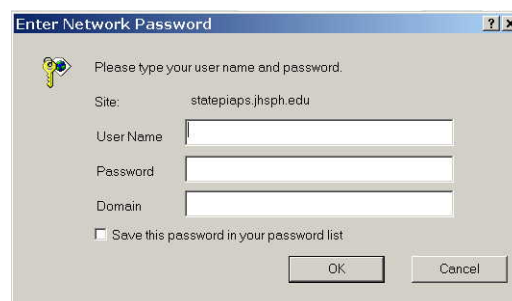 Enter Network Password
Please type your user name and password.
Site: statepiaps.jhsph.edu
User Name
Password
Domain
Save this password in your password list
OK Cancel